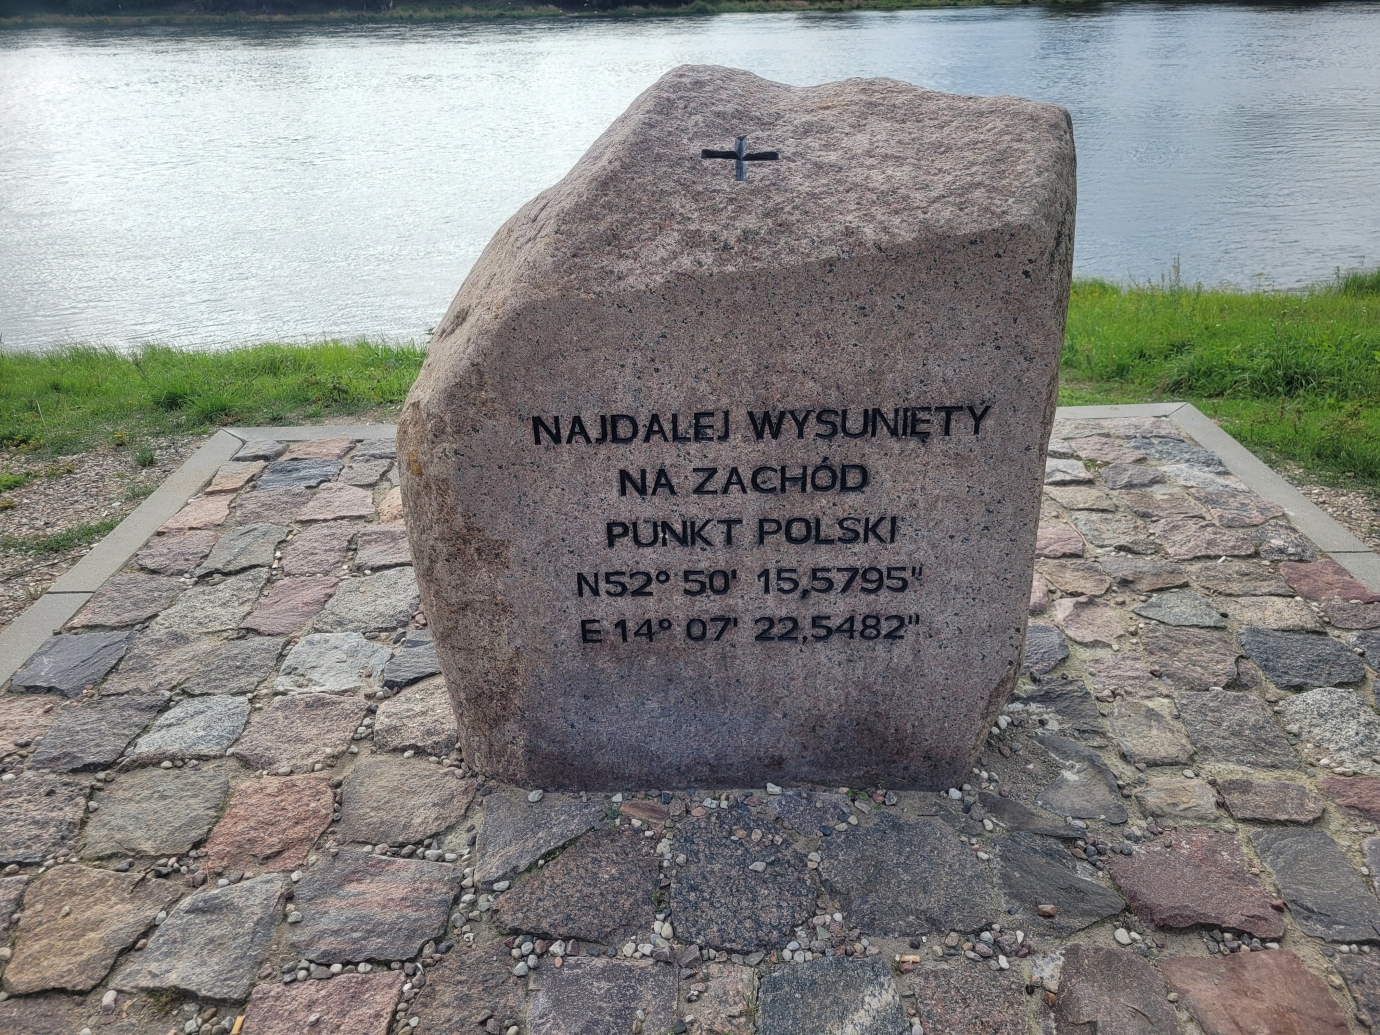 NAJDALEJ WYSUNIĘTY
NA ZACHÓD
PUNKT POLSKI
N52° 50' 15,5795"
E 14° 07' 22,5482"